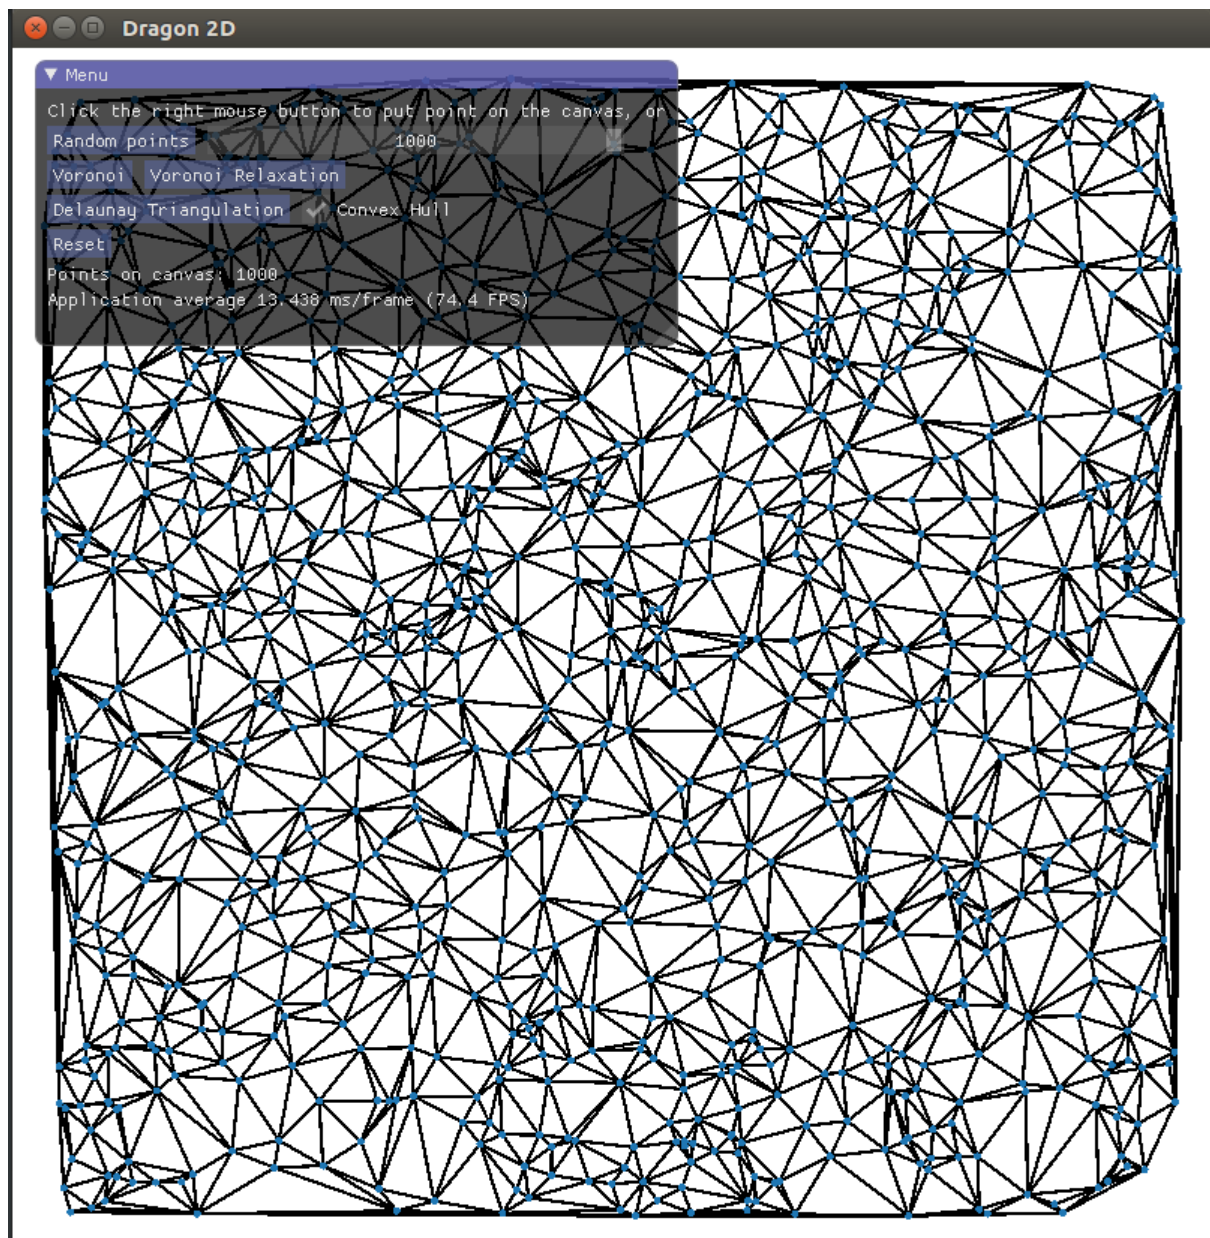 Dragon 2D
Menu
Click the right mouse button to put point on the canvas, or
Random points 1000
Voronoi Voronoi Relaxation
Delaunay Triangulation Convex Hull
Reset
Points on canvas: 1000
Application average 13.438 ms/frame (74.4 FPS)